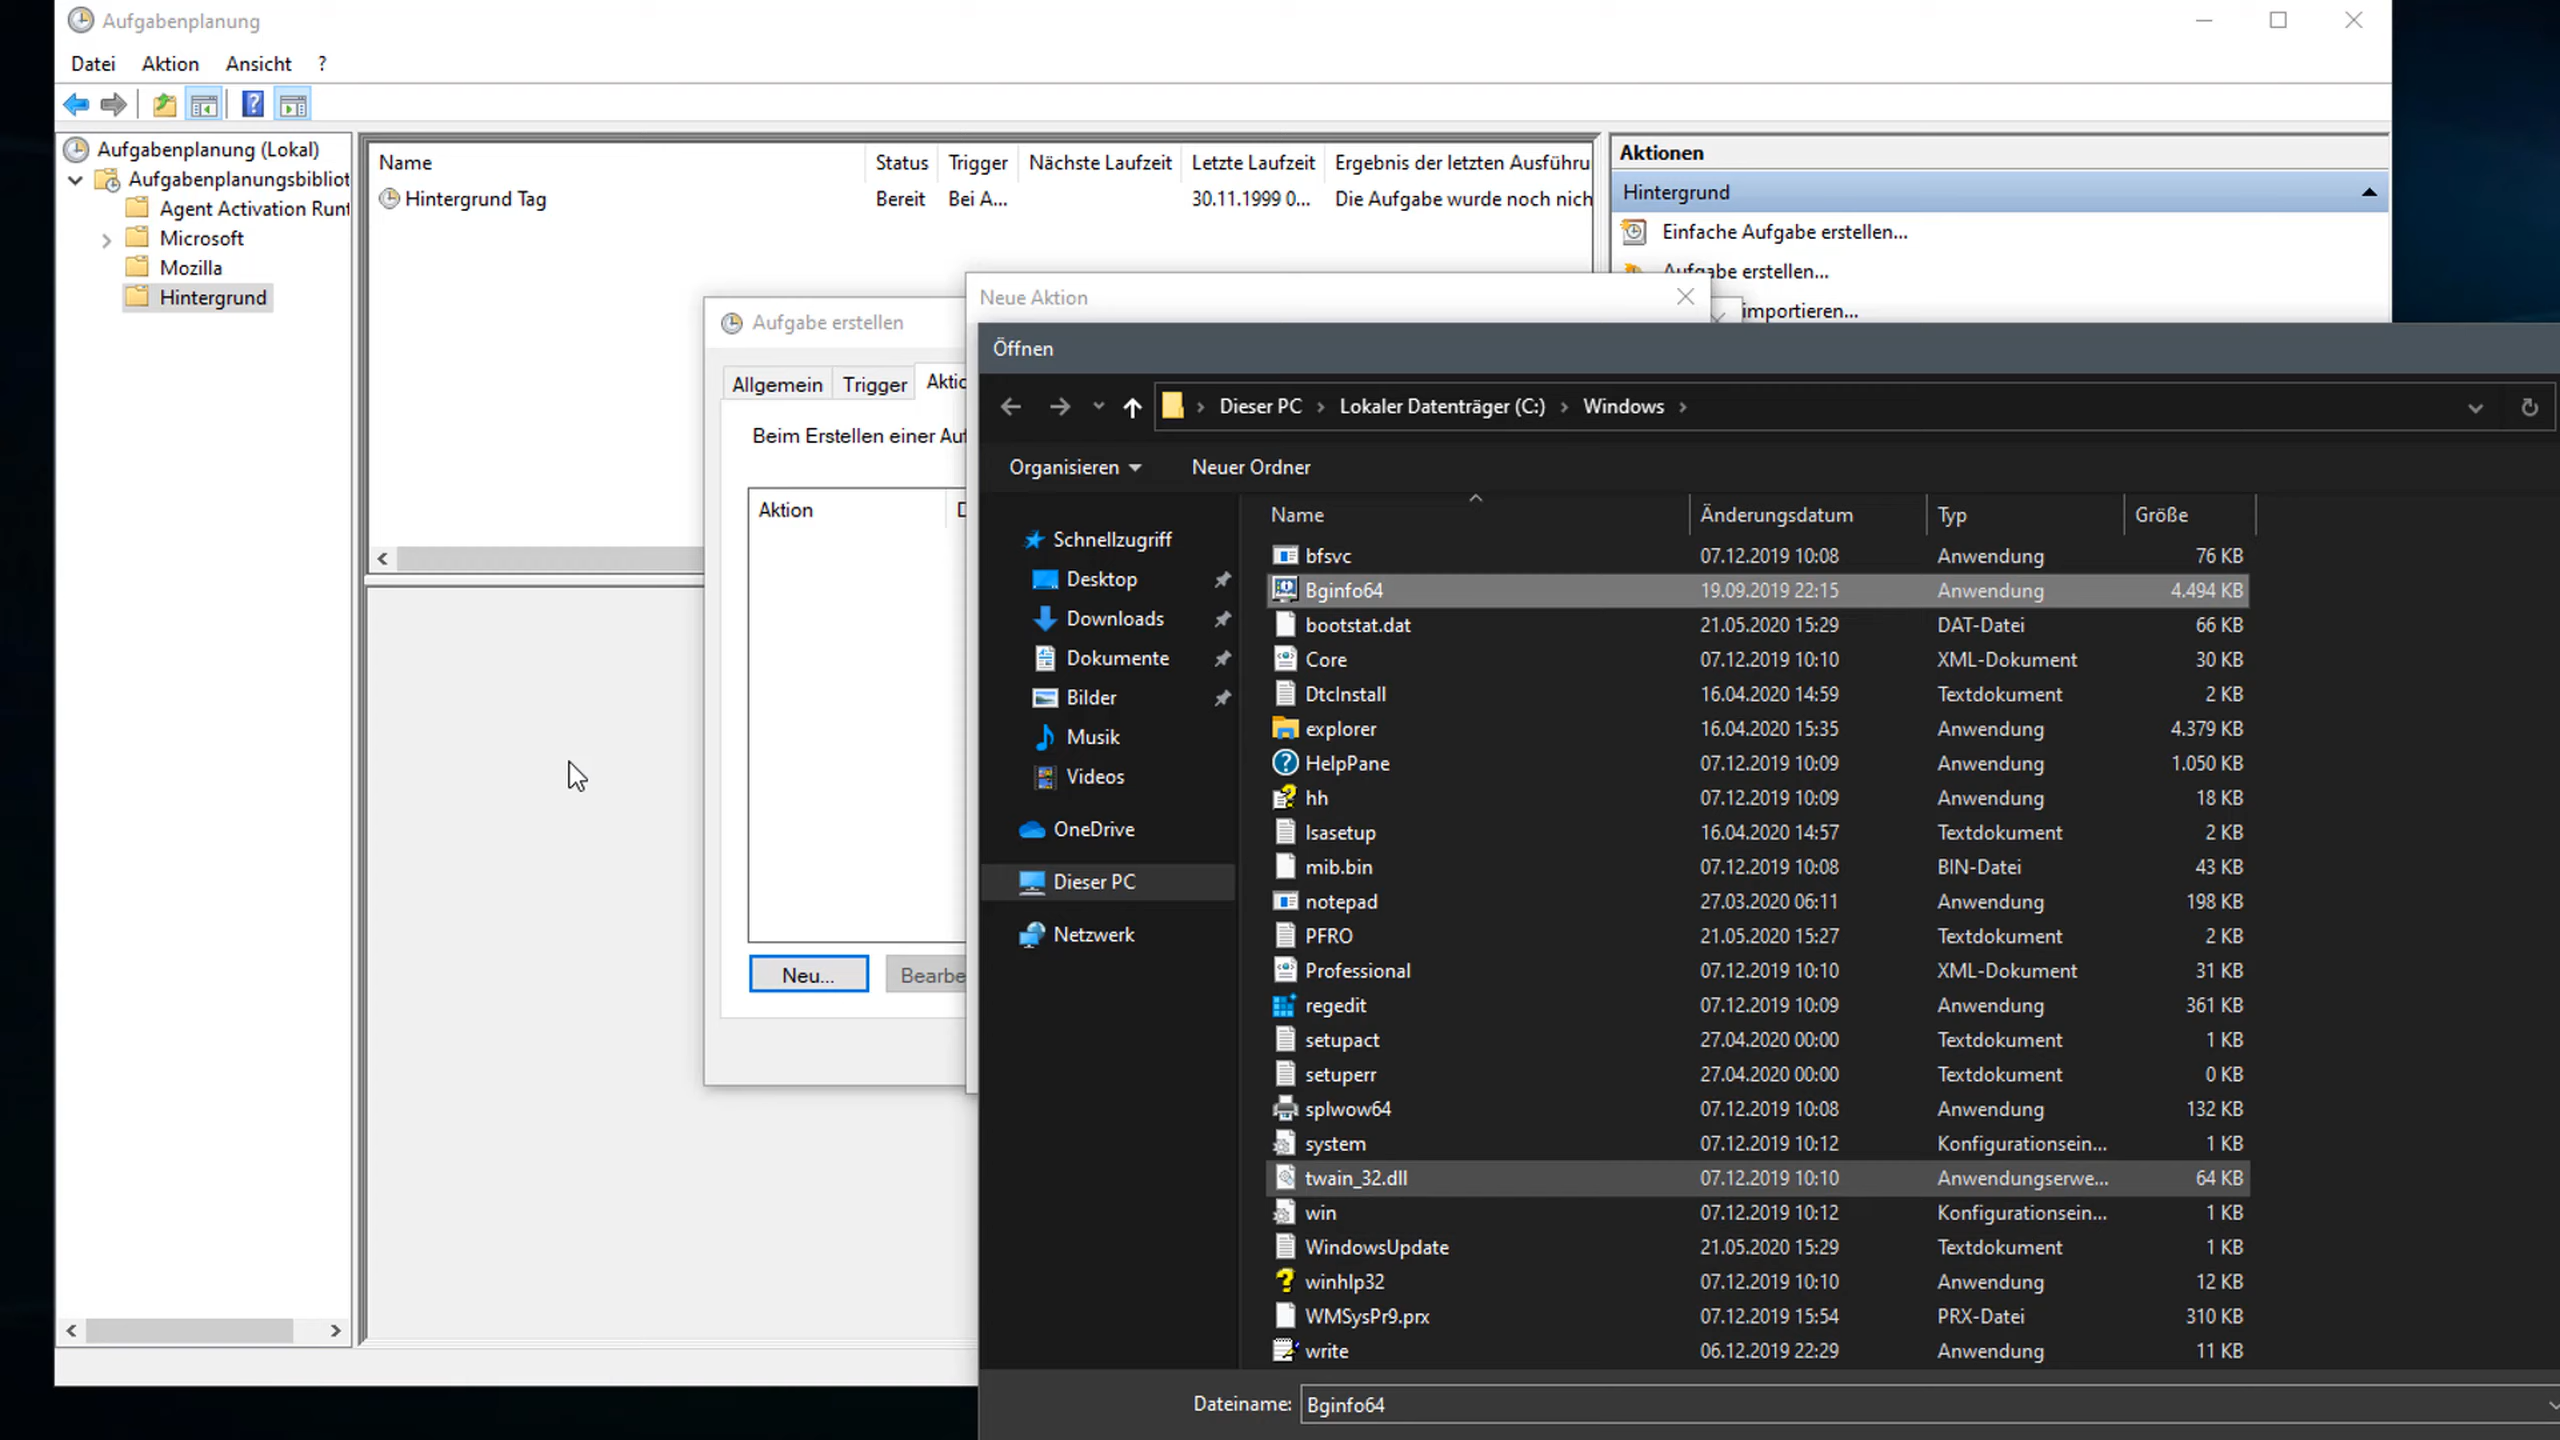 Aufgabenplanung
Datei Aktion Ansicht ?
Aufgabenplanung (Lokal)
Aufgabenplanungsbibliot
Agent Activation Runt
Microsoft
Mozilla
Hintergrund
Name Status Trigger Nächste Laufzeit Letzte Laufzeit Ergebnis der letzten Ausführu
Hintergrund Tag Bereit Bei A... 30.11.1999 0... Die Aufgabe wurde noch nich
Aktionen
Hintergrund
Einfache Aufgabe erstellen...
Aufgabe erstellen...
importieren...
Aufgabe erstellen
Allgemein Trigger Aktio
Beim Erstellen einer Auf
Aktion D
Neu... Bearbe
Neue Aktion
Öffnen
Dieser PC Lokaler Datenträger (C:) Windows
Organisieren Neuer Ordner
Schnellzugriff
Desktop
Downloads
Dokumente
Bilder
Musik
Videos
OneDrive
Dieser PC
Netzwerk
Name Änderungsdatum Typ Größe
bfsvc 07.12.2019 10:08 Anwendung 76 KB
Bginfo64 19.09.2019 22:15 Anwendung 4.494 KB
bootstat.dat 21.05.2020 15:29 DAT-Datei 66 KB
Core 07.12.2019 10:10 XML-Dokument 30 KB
DtcInstall 16.04.2020 14:59 Textdokument 2 KB
explorer 16.04.2020 15:35 Anwendung 4.379 KB
HelpPane 07.12.2019 10:09 Anwendung 1.050 KB
hh 07.12.2019 10:09 Anwendung 18 KB
lsasetup 16.04.2020 14:57 Textdokument 2 KB
mib.bin 07.12.2019 10:08 BIN-Datei 43 KB
notepad 27.03.2020 06:11 Anwendung 198 KB
PFRO 21.05.2020 15:27 Textdokument 2 KB
Professional 07.12.2019 10:10 XML-Dokument 31 KB
regedit 07.12.2019 10:09 Anwendung 361 KB
setupact 27.04.2020 00:00 Textdokument 1 KB
setuperr 27.04.2020 00:00 Textdokument 0 KB
splwow64 07.12.2019 10:08 Anwendung 132 KB
system 07.12.2019 10:12 Konfigurationsein... 1 KB
twain_32.dll 07.12.2019 10:10 Anwendungserwe... 64 KB
win 07.12.2019 10:12 Konfigurationsein... 1 KB
WindowsUpdate 21.05.2020 15:29 Textdokument 1 KB
winhlp32 07.12.2019 10:10 Anwendung 12 KB
WMSysPr9.prx 07.12.2019 15:54 PRX-Datei 310 KB
write 06.12.2019 22:29 Anwendung 11 KB
Dateiname: Bginfo64